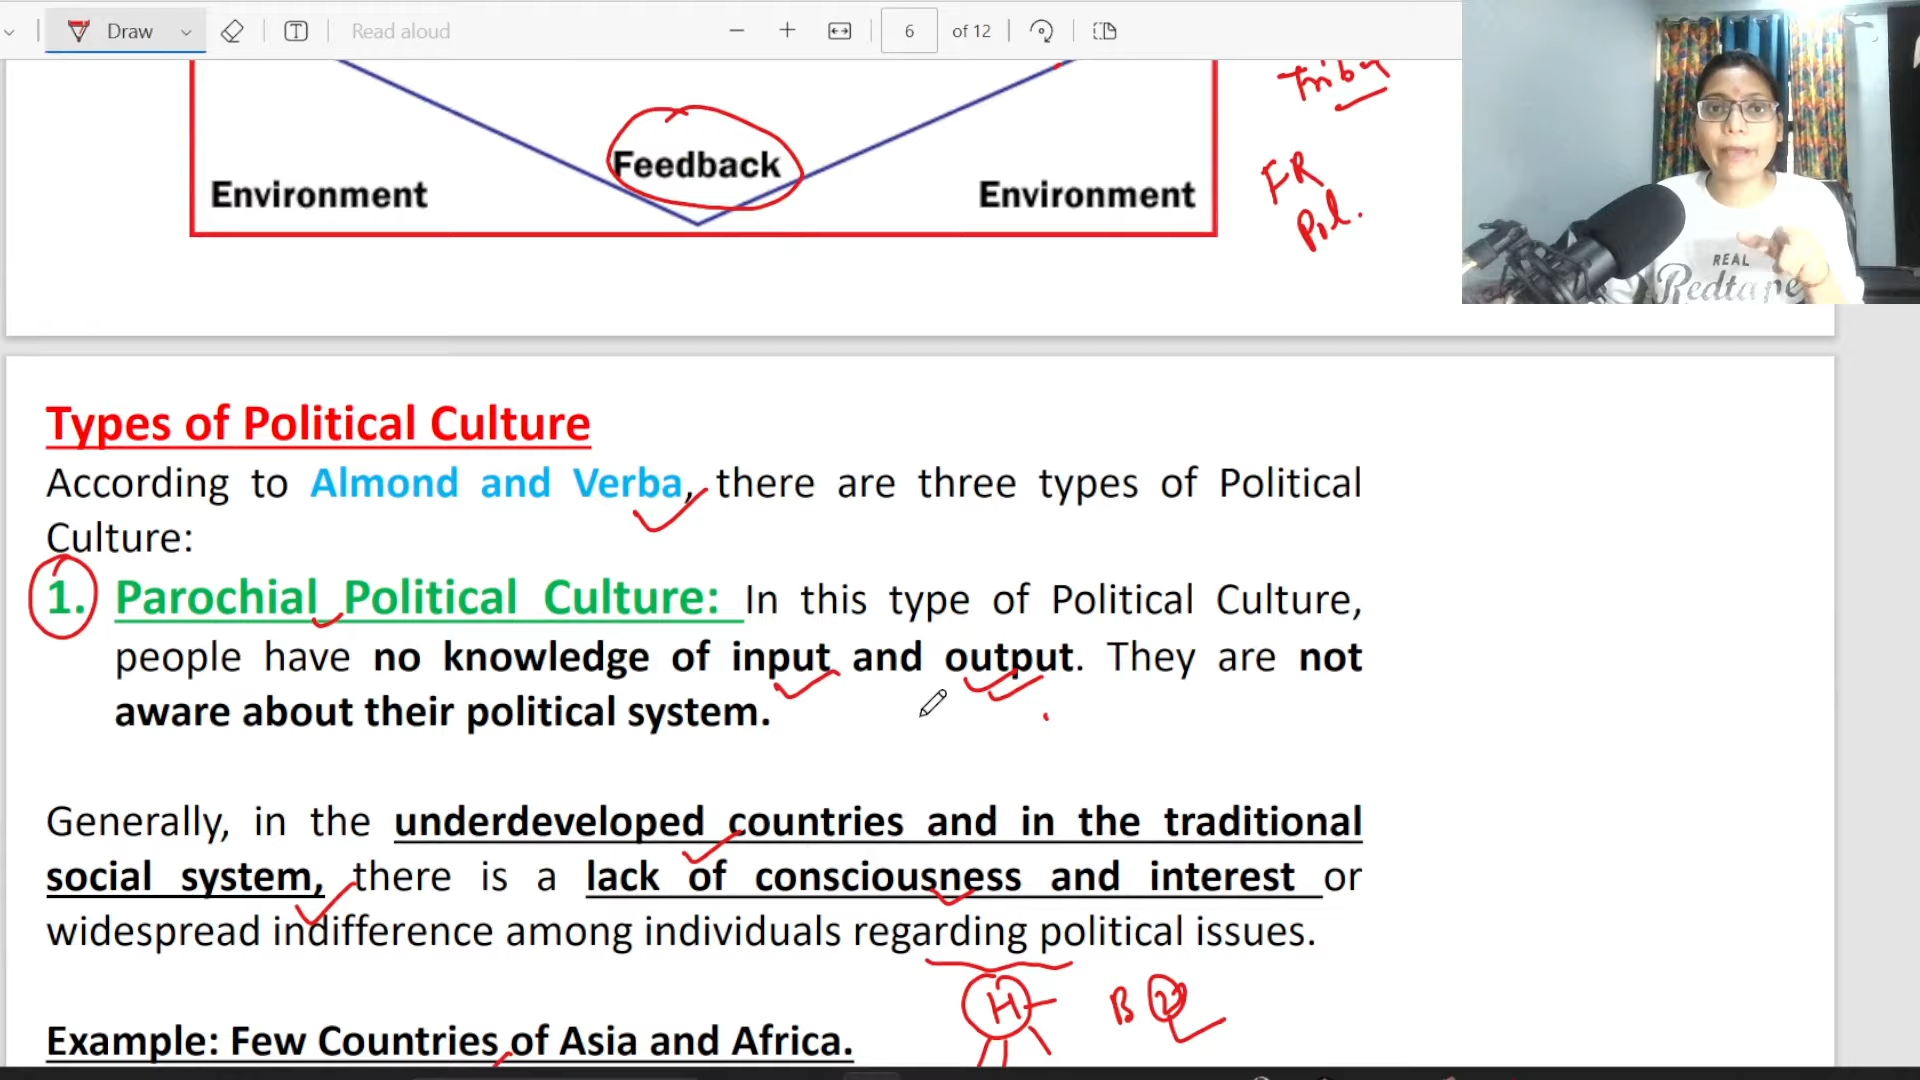 Draw
Read aloud
6 of 12
Feedback
Environment
Environment
FR
Pol.
REAL
Redtape
Types of Political Culture
According to Almond and Verba, there are three types of Political
Culture:
1. Parochial Political Culture: In this type of Political Culture,
people have no knowledge of input and output. They are not
aware about their political system.
Generally, in the underdeveloped countries and in the traditional
social system, there is a lack of consciousness and interest or
widespread indifference among individuals regarding political issues.
H
B
Example: Few Countries of Asia and Africa.